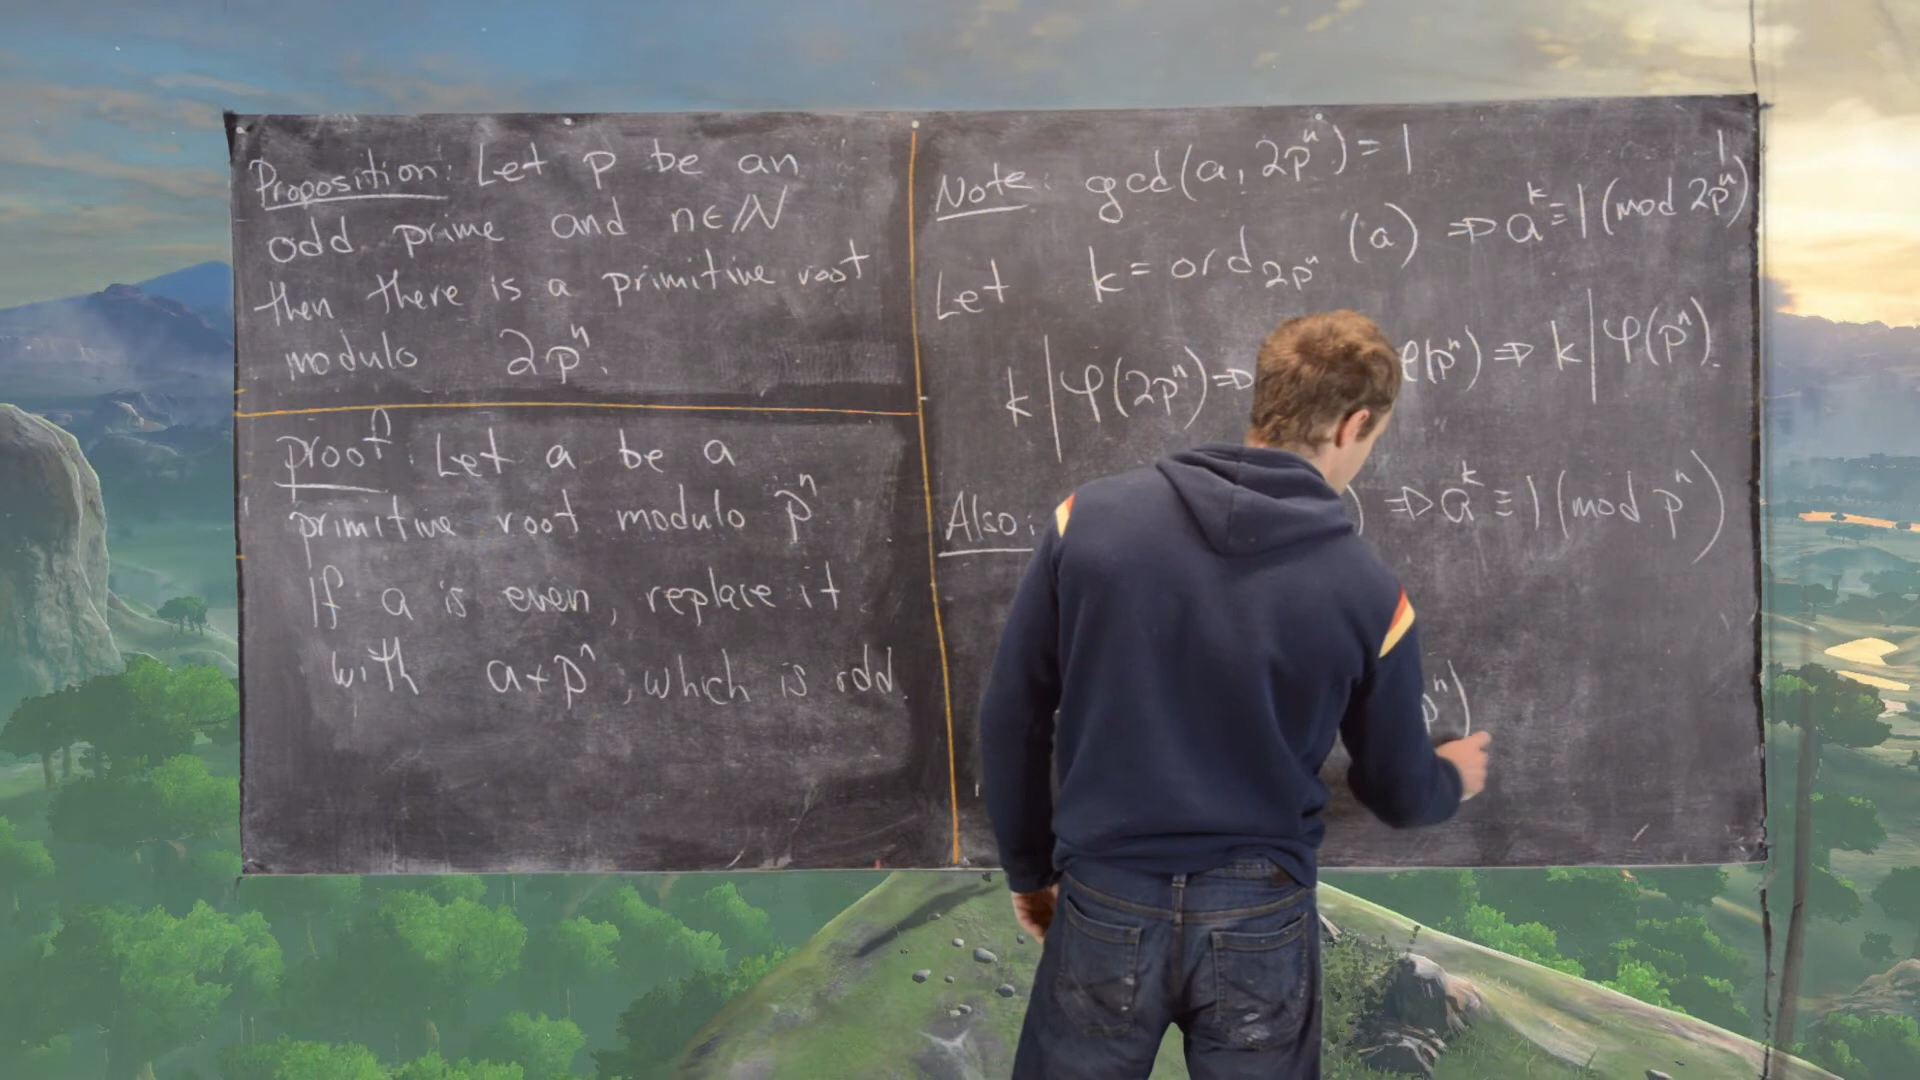 Proposition: Let p be an
odd prime and n∈ℕ
then there is a primitive root
modulo 2pⁿ.
proof: Let a be a
primitive root modulo pⁿ
If a is even, replace it
with a+pⁿ, which is odd.
Note: gcd(a, 2pⁿ) = 1
Let k = ord_{2pⁿ}(a) ⇒ aᵏ ≡ 1 (mod 2pⁿ)
k | φ(2pⁿ) ⇒ φ(pⁿ) ⇒ k | φ(pⁿ).
Also: ) ⇒ aᵏ ≡ 1 (mod pⁿ)
pⁿ)